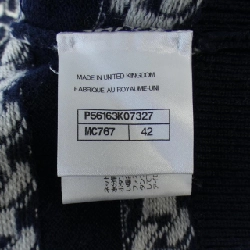 MADE IN UNITED KINGDOM
FABRIQUE AU ROYAUME-UNI
P56163K07327
MC767 42